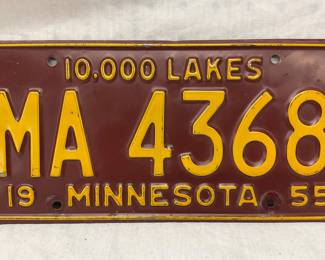 10,000 LAKES
MA 4368
19 MINNESOTA 55